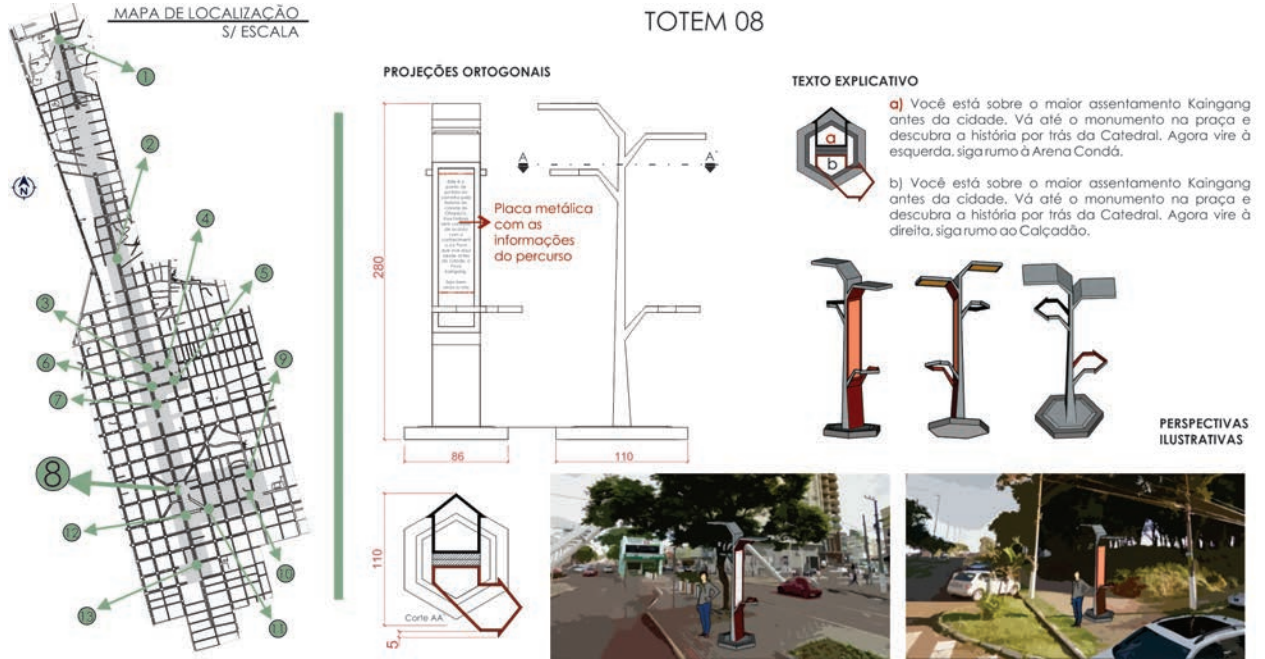 MAPA DE LOCALIZAÇÃO
S/ ESCALA
N
1
2
3
4
5
6
7
8
9
10
11
12
13
TOTEM 08
PROJEÇÕES ORTOGONAIS
A
A'
280
Placa metálica
com as
informações
do percurso
86
110
110
Corte AA'
5
TEXTO EXPLICATIVO
a
b
a) Você está sobre o maior assentamento Kaingang
antes da cidade. Vá até o monumento na praça e
descubra a história por trás da Catedral. Agora vire à
esquerda, siga rumo à Arena Condá.
b) Você está sobre o maior assentamento Kaingang
antes da cidade. Vá até o monumento na praça e
descubra a história por trás da Catedral. Agora vire à
direita, siga rumo ao Calçadão.
PERSPECTIVAS
ILUSTRATIVAS